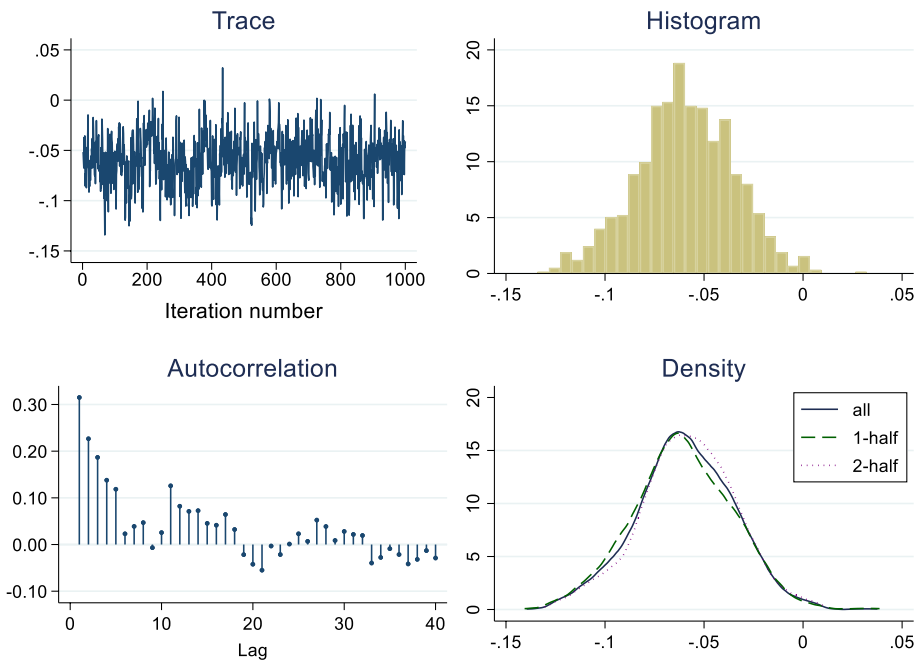 Trace
.05
0
-.05
-.1
-.15
0 200 400 600 800 1000
Iteration number
Histogram
20
15
10
5
0
-.15 -.1 -.05 0 .05
Autocorrelation
0.30
0.20
0.10
0.00
-0.10
0 10 20 30 40
Lag
Density
all
1-half
2-half
20
15
10
5
0
-.15 -.1 -.05 0 .05